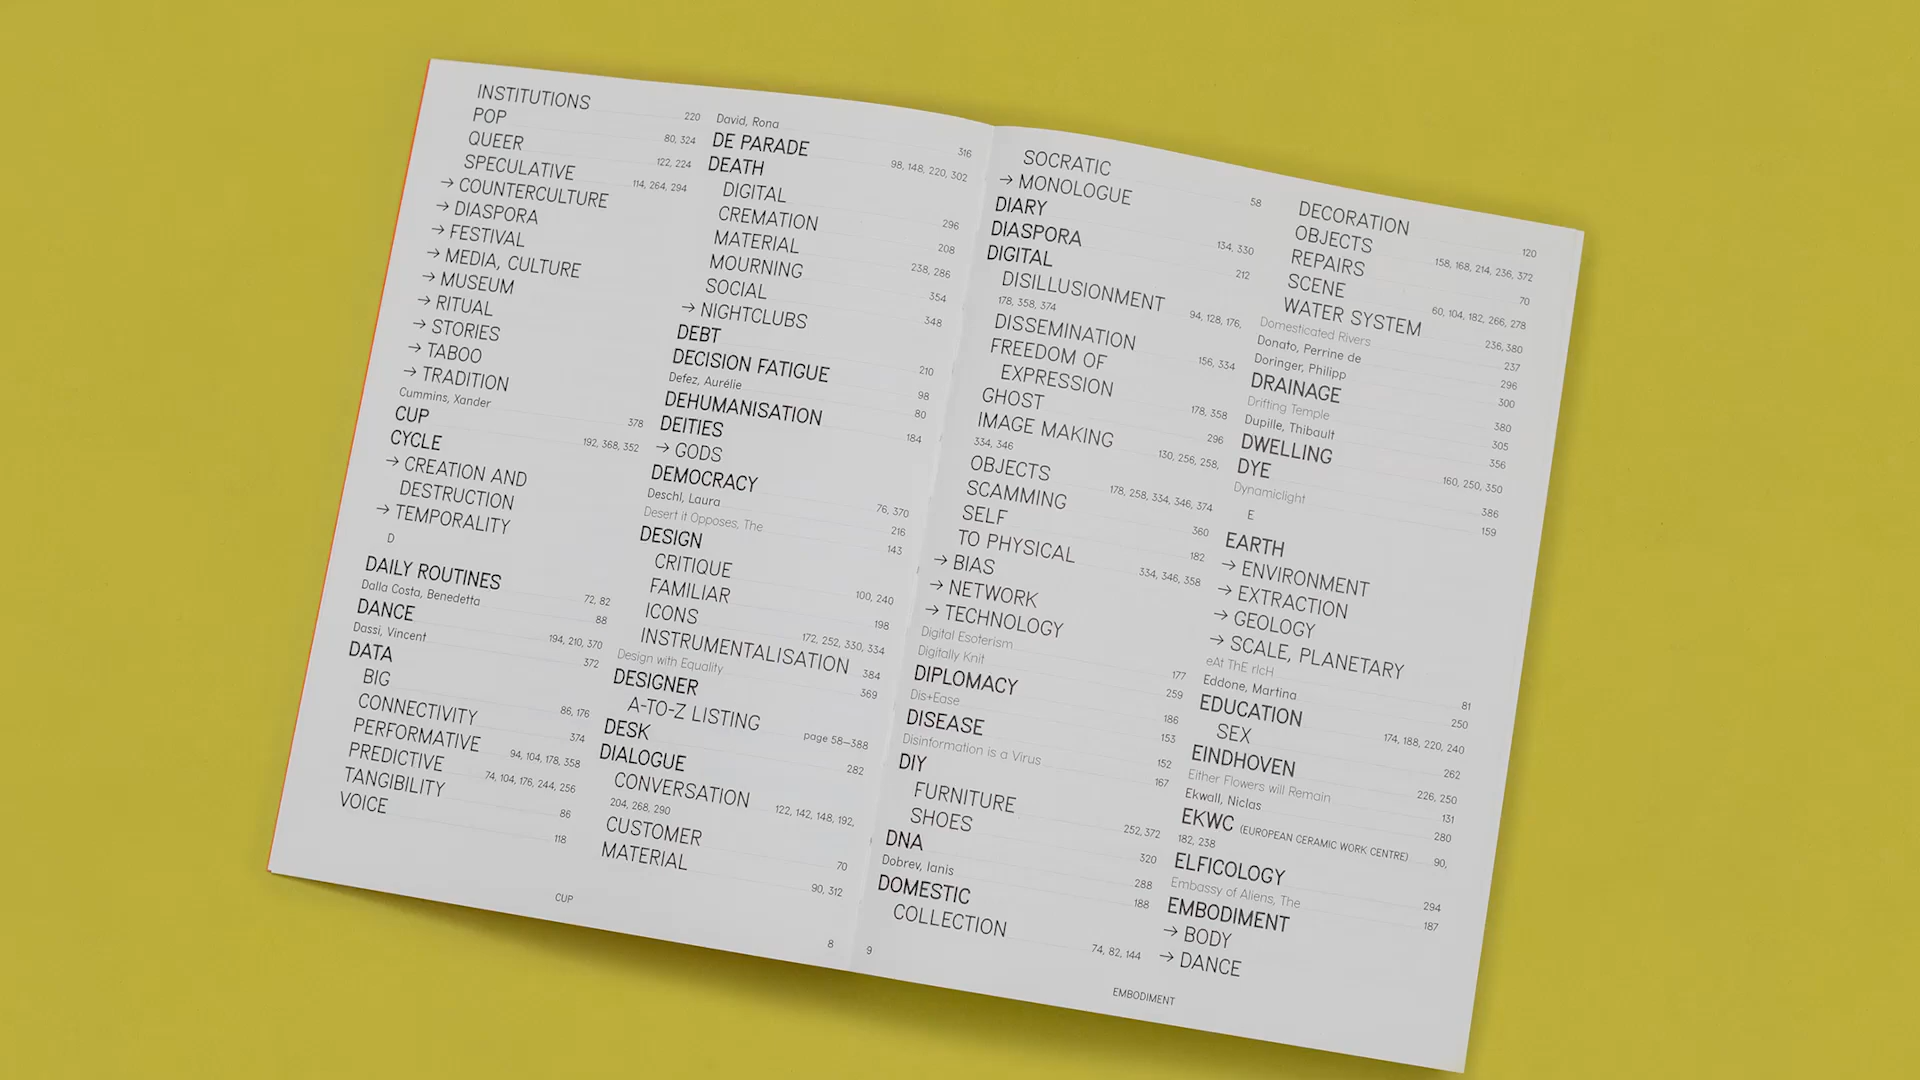 INSTITUTIONS 220
POP 80, 324
QUEER 122, 224
SPECULATIVE 114, 264, 294
→ COUNTERCULTURE
→ DIASPORA
→ FESTIVAL
→ MEDIA, CULTURE
→ MUSEUM
→ RITUAL
→ STORIES
→ TABOO
→ TRADITION
Cummins, Xander 378
CUP 192, 368, 352
CYCLE
→ CREATION AND
DESTRUCTION
→ TEMPORALITY
D
DAILY ROUTINES 72, 82
Dalla Costa, Benedetta 88
DANCE 194, 210, 370
Dassi, Vincent 372
DATA
BIG 86, 176
CONNECTIVITY 374
PERFORMATIVE 94, 104, 178, 358
PREDICTIVE 74, 104, 176, 244, 256
TANGIBILITY 86
VOICE 118
David, Rona 316
DE PARADE 98, 148, 220, 302
DEATH
DIGITAL 296
CREMATION 208
MATERIAL 238, 286
MOURNING 354
SOCIAL 348
→ NIGHTCLUBS
DEBT 210
DECISION FATIGUE 98
Defez, Aurélie 80
DEHUMANISATION 184
DEITIES
→ GODS
DEMOCRACY 76, 370
Deschl, Laura 216
Desert it Opposes, The 143
DESIGN
CRITIQUE 100, 240
FAMILIAR 198
ICONS 172, 252, 330, 334
INSTRUMENTALISATION 384
Design with Equality 369
DESIGNER
A-TO-Z LISTING page 58–388
DESK 282
DIALOGUE
CONVERSATION 122, 142, 148, 192,
204, 268, 290
CUSTOMER 70
MATERIAL 90, 312
CUP
8
SOCRATIC 58
→ MONOLOGUE
DIARY 134, 330
DIASPORA 212
DIGITAL
DISILLUSIONMENT 94, 128, 176,
178, 358, 374
DISSEMINATION 156, 334
FREEDOM OF
EXPRESSION 178, 358
GHOST 296
IMAGE MAKING 130, 256, 258,
334, 346
OBJECTS 178, 258, 334, 346, 374
SCAMMING 360
SELF 182
TO PHYSICAL 334, 346, 358
→ BIAS
→ NETWORK
→ TECHNOLOGY
Digital Esoterism 177
Digitally Knit 259
DIPLOMACY 186
Dis+Ease 153
DISEASE 152
Disinformation is a Virus 167
DIY
FURNITURE 252, 372
SHOES 320
DNA 288
Dobrev, Ianis 188
DOMESTIC
COLLECTION 74, 82, 144
DECORATION 120
OBJECTS 158, 168, 214, 236, 372
REPAIRS 70
SCENE 60, 104, 182, 266, 278
WATER SYSTEM 236, 380
Domesticated Rivers 237
Donato, Perrine de 296
Doringer, Philipp 300
DRAINAGE 380
Drifting Temple 305
Dupille, Thibault 356
DWELLING 160, 250, 350
DYE 386
Dynamiclight 159
E
EARTH
→ ENVIRONMENT
→ EXTRACTION
→ GEOLOGY
→ SCALE, PLANETARY
eAt ThE rIcH 81
Eddone, Martina 250
EDUCATION 174, 188, 220, 240
SEX 262
EINDHOVEN 226, 250
Either Flowers will Remain 131
Ekwall, Niclas 280
EKWC (EUROPEAN CERAMIC WORK CENTRE) 90,
182, 238
ELFICOLOGY 294
Embassy of Aliens, The 187
EMBODIMENT
→ BODY
→ DANCE
9
EMBODIMENT